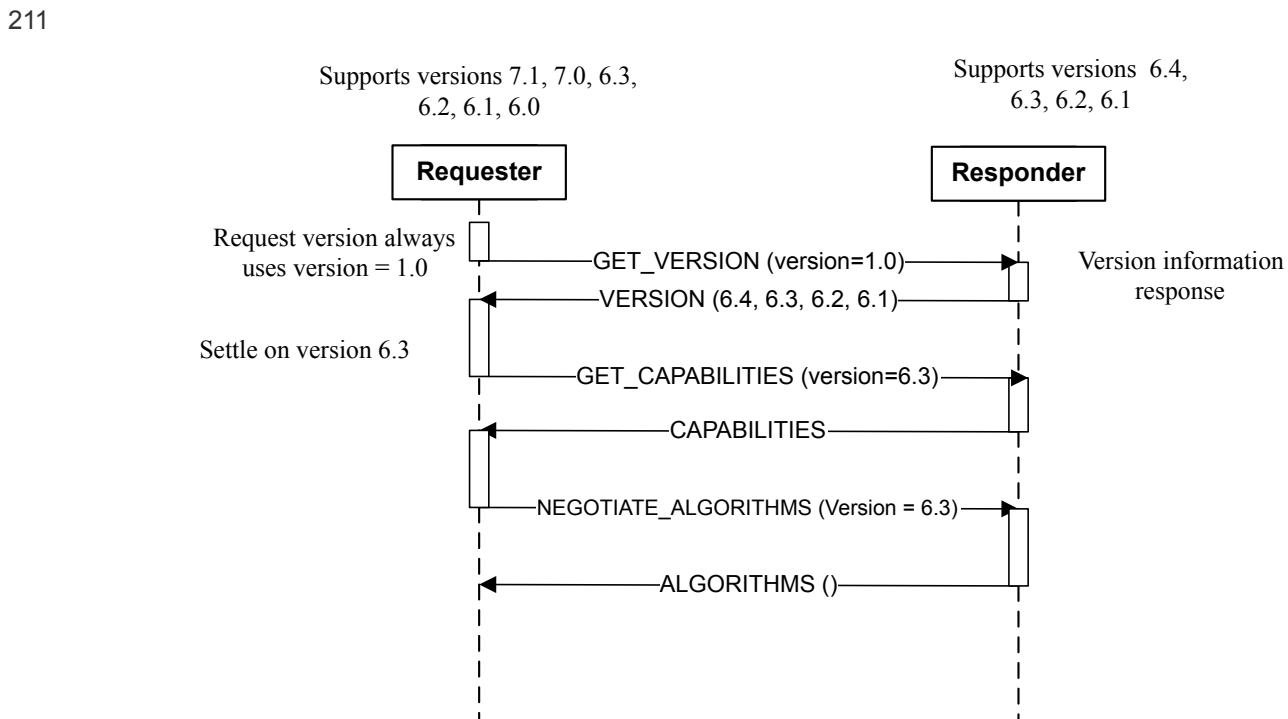 211
Supports versions 7.1, 7.0, 6.3,
6.2, 6.1, 6.0
Supports versions  6.4,
6.3, 6.2, 6.1
Requester
Responder
Request version always
uses version = 1.0
GET_VERSION (version=1.0)
Version information
response
VERSION (6.4, 6.3, 6.2, 6.1)
Settle on version 6.3
GET_CAPABILITIES (version=6.3)
CAPABILITIES
NEGOTIATE_ALGORITHMS (Version = 6.3)
ALGORITHMS ()